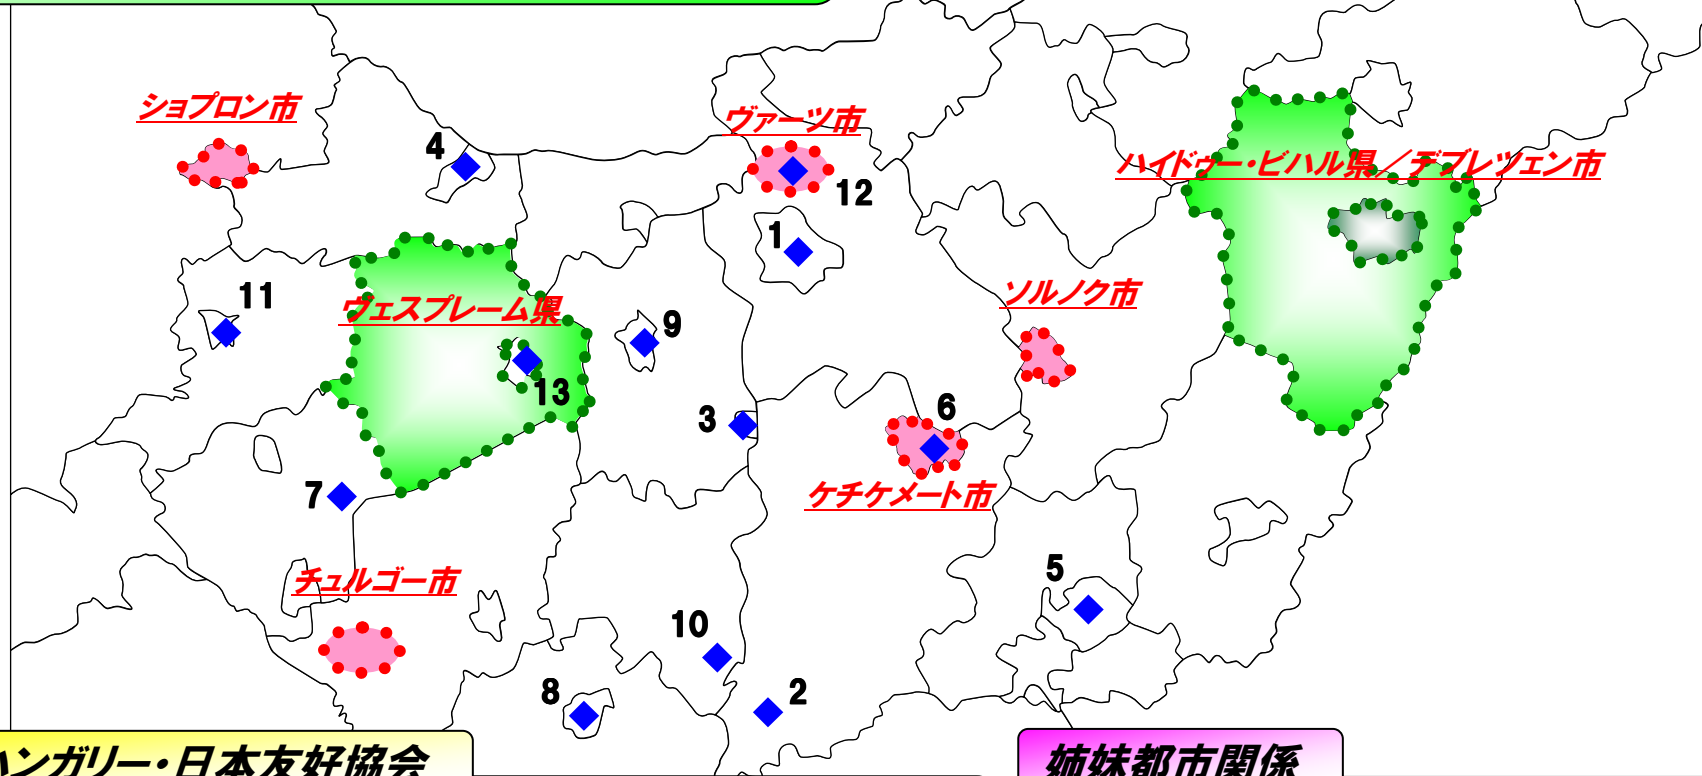 ショプロン市
ヴァーツ市
4
12
ハイドゥー・ビハル県／デブレツェン市
1
11
ヴェスプレーム県
9
ソルノク市
13
3
6
7
ケチケメート市
チュルゴー市
5
10
8
2
ハンガリー・日本友好協会
姉妹都市関係